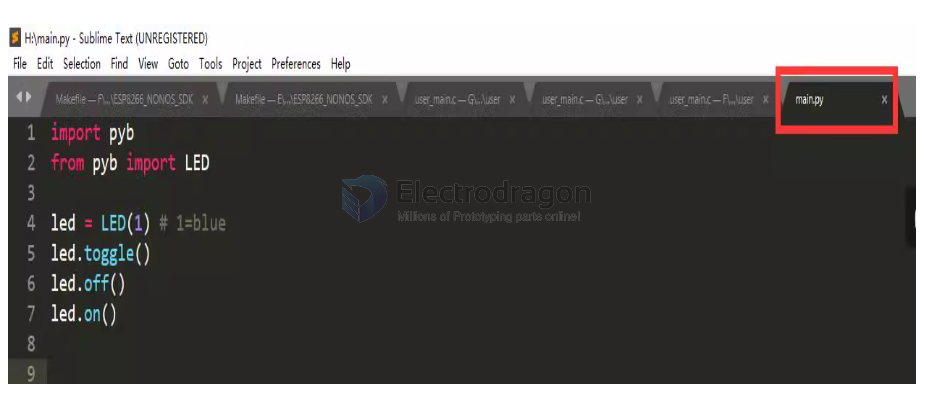 H:\main.py - Sublime Text (UNREGISTERED)
File Edit Selection Find View Goto Tools Project Preferences Help
Makefile — F\...\ESP8266_NONOS_SDK x Makefile — E\...\ESP8266_NONOS_SDK x user_main.c — G\...\user x user_main.c — G\...\user x user_main.c — F\...\user x main.py x
1 import pyb
2 from pyb import LED
3
4 led = LED(1) # 1=blue
5 led.toggle()
6 led.off()
7 led.on()
8
9
Electrodragon
Millions of Prototyping parts online!